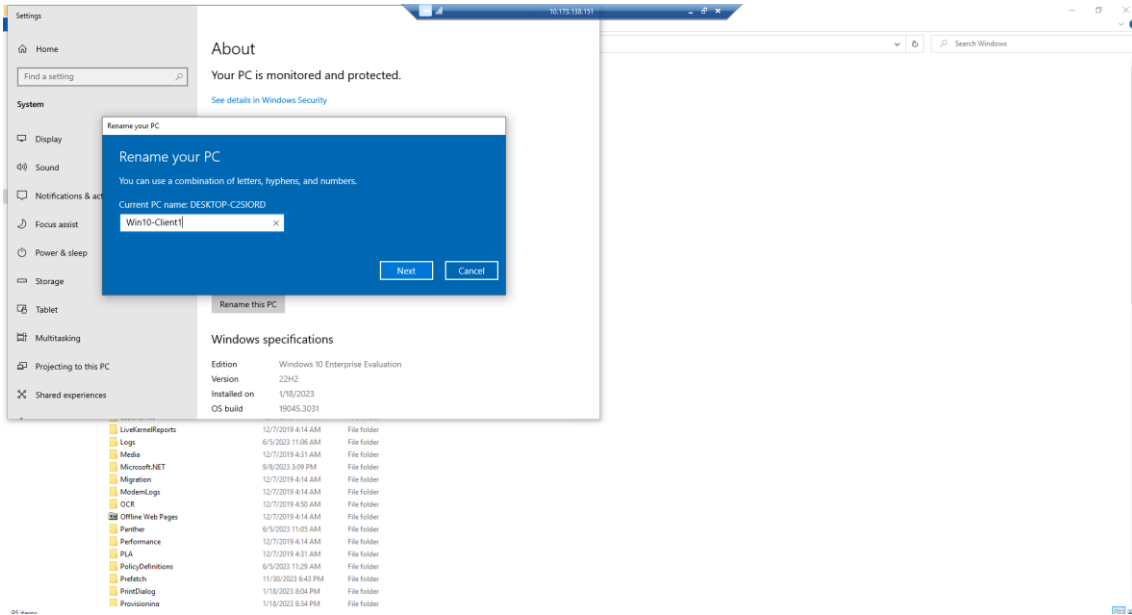 10.173.138.151
Settings
Home
Find a setting
System
Display
Sound
Notifications & act
Focus assist
Power & sleep
Storage
Tablet
Multitasking
Projecting to this PC
Shared experiences
About
Your PC is monitored and protected.
See details in Windows Security
Rename your PC
Rename your PC
You can use a combination of letters, hyphens, and numbers.
Current PC name: DESKTOP-C2SIORD
Win10-Client1
Next Cancel
Rename this PC
Windows specifications
Edition Windows 10 Enterprise Evaluation
Version 22H2
Installed on 1/18/2023
OS build 19045.3031
Search Windows
LiveKernelReports 12/7/2019 4:14 AM File folder
Logs 6/5/2023 11:06 AM File folder
Media 12/7/2019 4:31 AM File folder
Microsoft.NET 9/8/2023 3:09 PM File folder
Migration 12/7/2019 4:14 AM File folder
ModemLogs 12/7/2019 4:14 AM File folder
OCR 12/7/2019 4:50 AM File folder
Offline Web Pages 12/7/2019 4:14 AM File folder
Panther 6/5/2023 11:05 AM File folder
Performance 12/7/2019 4:14 AM File folder
PLA 12/7/2019 4:31 AM File folder
PolicyDefinitions 6/5/2023 11:29 AM File folder
Prefetch 11/30/2023 6:43 PM File folder
PrintDialog 1/18/2023 8:04 PM File folder
Provisioning 1/18/2023 8:34 PM File folder
95 items